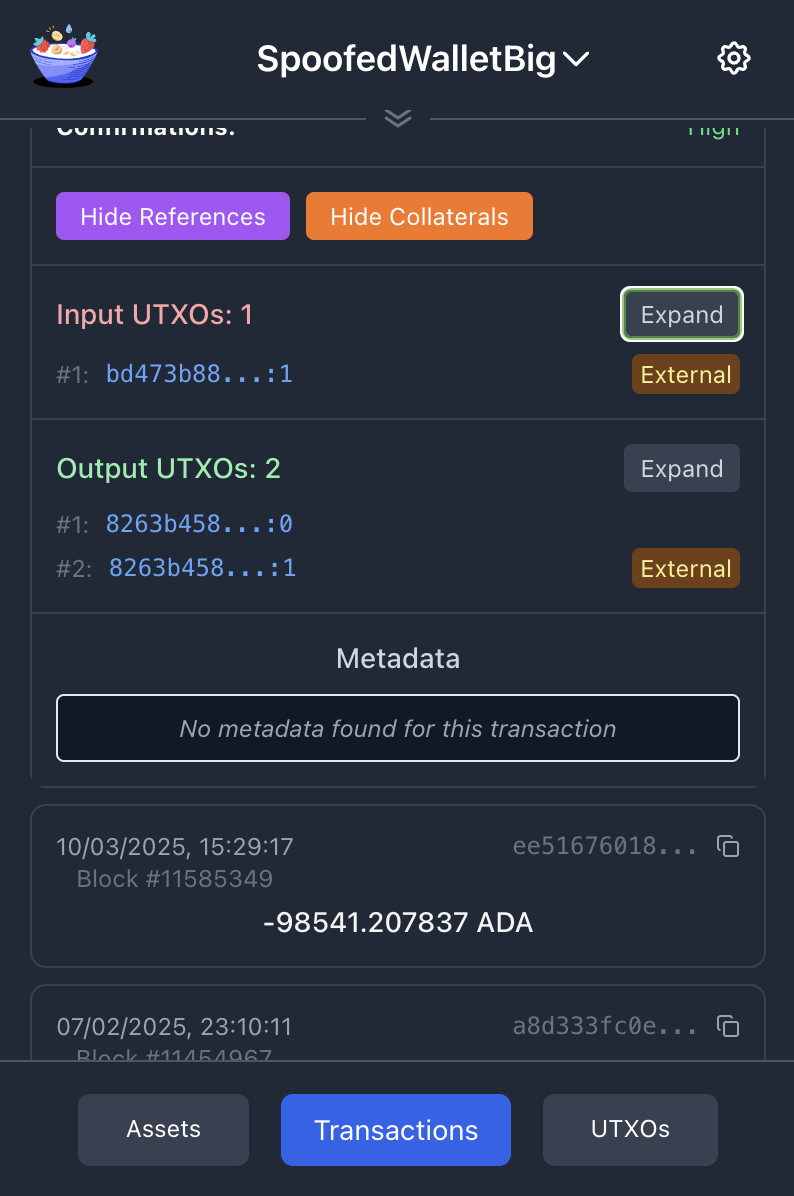 SpoofedWalletBig
Confirmations: High
Hide References Hide Collaterals
Input UTXOs: 1 Expand
#1: bd473b88...:1 External
Output UTXOs: 2 Expand
#1: 8263b458...:0
#2: 8263b458...:1 External
Metadata
No metadata found for this transaction
10/03/2025, 15:29:17 ee51676018...
Block #11585349
-98541.207837 ADA
07/02/2025, 23:10:11 a8d333fc0e...
Block #11454967
Assets Transactions UTXOs